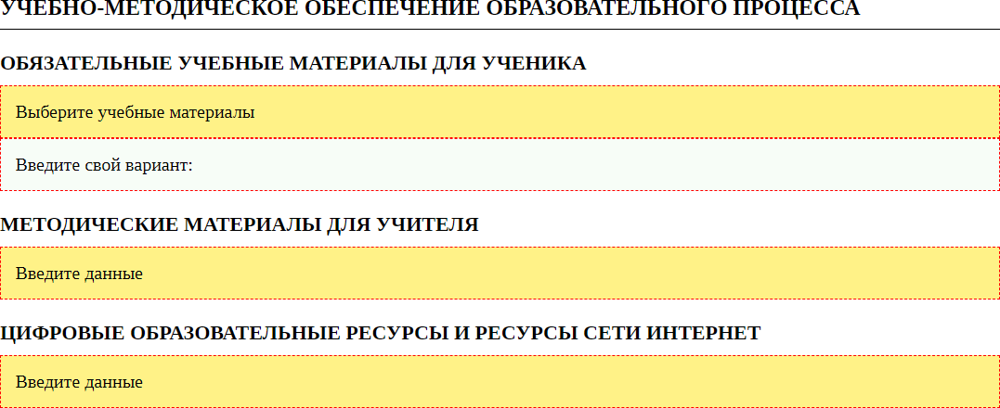 УЧЕБНО-МЕТОДИЧЕСКОЕ ОБЕСПЕЧЕНИЕ ОБРАЗОВАТЕЛЬНОГО ПРОЦЕССА
ОБЯЗАТЕЛЬНЫЕ УЧЕБНЫЕ МАТЕРИАЛЫ ДЛЯ УЧЕНИКА
Выберите учебные материалы
Введите свой вариант:
МЕТОДИЧЕСКИЕ МАТЕРИАЛЫ ДЛЯ УЧИТЕЛЯ
Введите данные
ЦИФРОВЫЕ ОБРАЗОВАТЕЛЬНЫЕ РЕСУРСЫ И РЕСУРСЫ СЕТИ ИНТЕРНЕТ
Введите данные